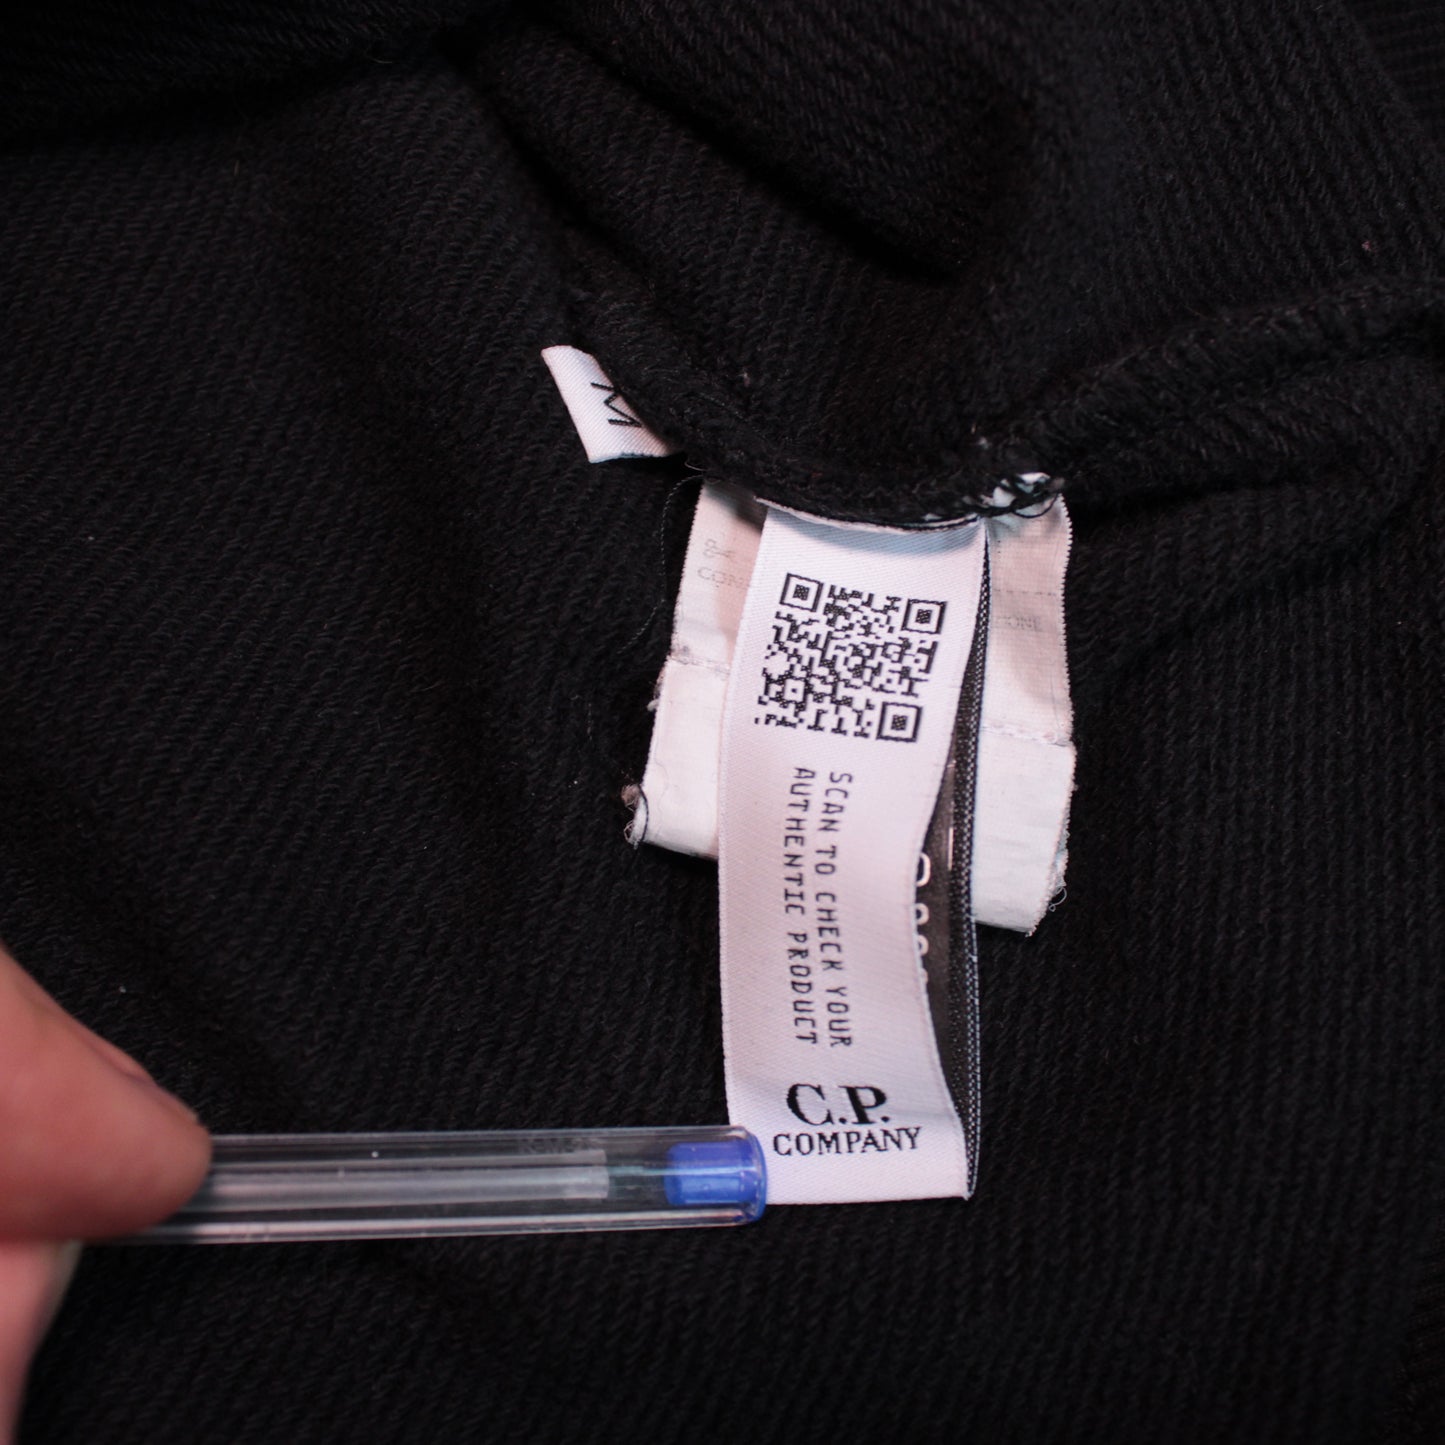 M
SCAN TO CHECK YOUR
AUTHENTIC PRODUCT
C.P.
COMPANY